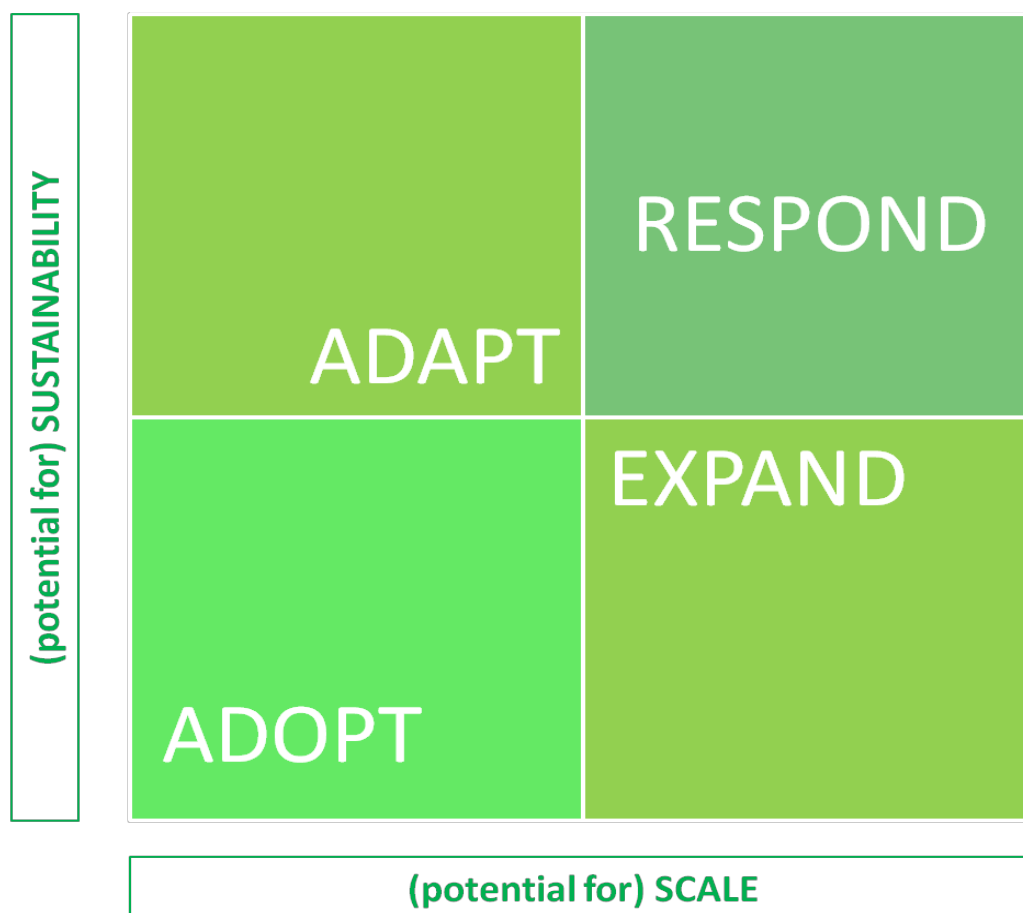 (potential for) SUSTAINABILITY
RESPOND
ADAPT
EXPAND
ADOPT
(potential for) SCALE